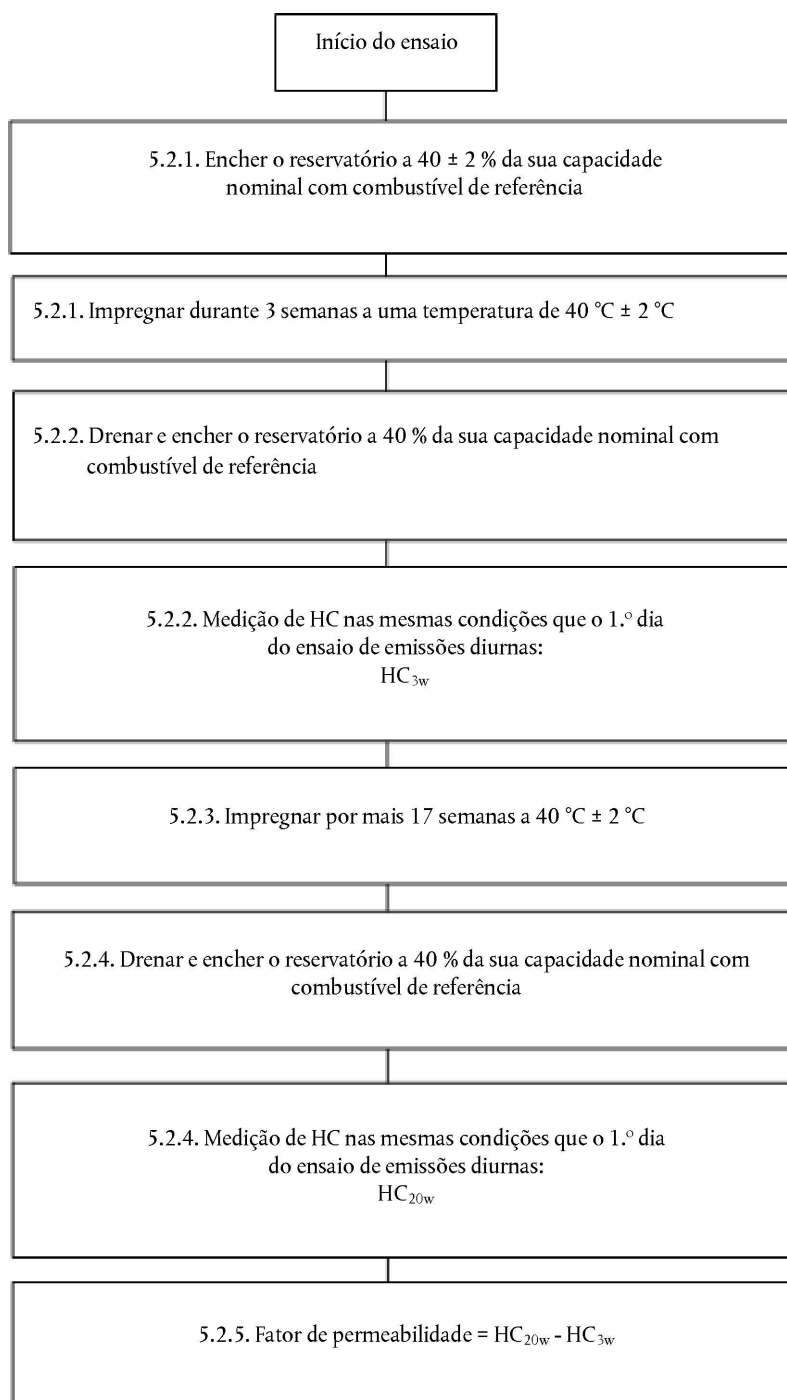 Início do ensaio
5.2.1. Encher o reservatório a 40 ± 2 % da sua capacidade
nominal com combustível de referência
5.2.1. Impregnar durante 3 semanas a uma temperatura de 40 °C ± 2 °C
5.2.2. Drenar e encher o reservatório a 40 % da sua capacidade nominal com
combustível de referência
5.2.2. Medição de HC nas mesmas condições que o 1.º dia
do ensaio de emissões diurnas:
HC3w
5.2.3. Impregnar por mais 17 semanas a 40 °C ± 2 °C
5.2.4. Drenar e encher o reservatório a 40 % da sua capacidade nominal com
combustível de referência
5.2.4. Medição de HC nas mesmas condições que o 1.º dia
do ensaio de emissões diurnas:
HC20w
5.2.5. Fator de permeabilidade = HC20w - HC3w